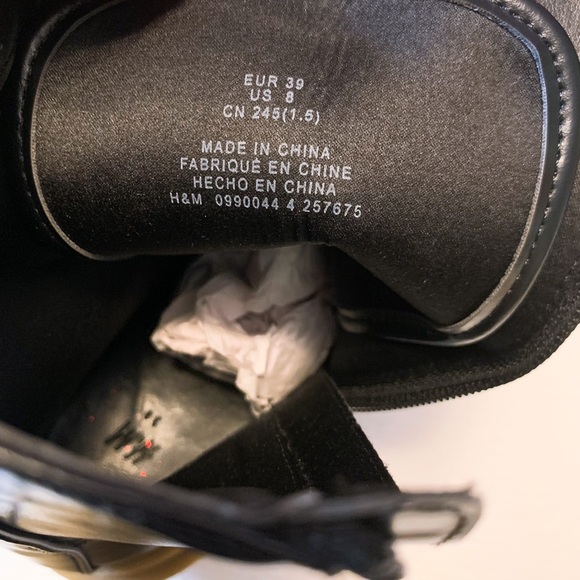 EUR 39
US 8
CN 245(1.5)
MADE IN CHINA
FABRIQUÉ EN CHINE
HECHO EN CHINA
H&M 0990044 4 257675
H&M